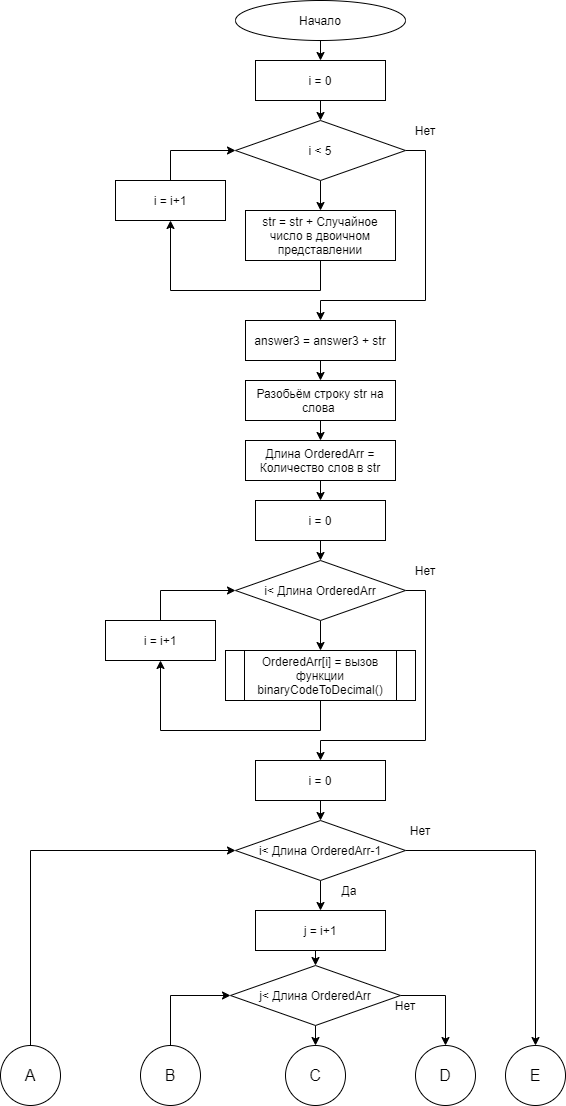 Начало
i = 0
i < 5
Нет
i = i+1
str = str + Случайное
число в двоичном
представлении
answer3 = answer3 + str
Разобьём строку str на
слова
Длина OrderedArr =
Количество слов в str
i = 0
i< Длина OrderedArr
Нет
i = i+1
OrderedArr[i] = вызов
функции
binaryCodeToDecimal()
i = 0
i< Длина OrderedArr-1
Нет
Да
j = i+1
j< Длина OrderedArr
Нет
A
B
C
D
E